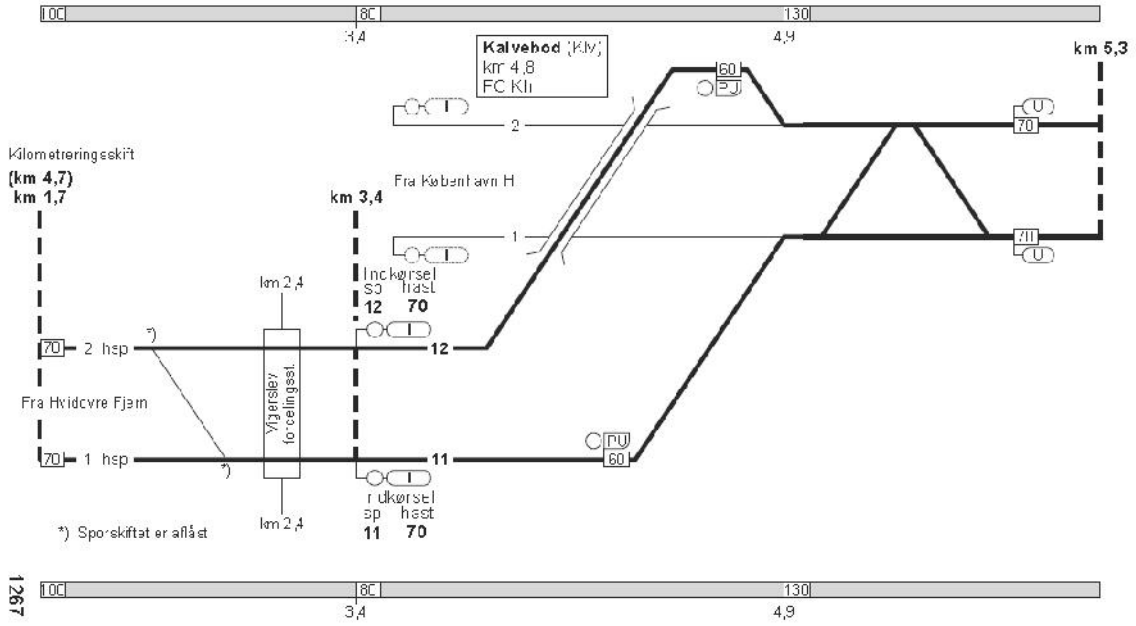 100 80 130
3,4 4,9
Kalvebod (Klv)
km 4,8
FC Kh
km 5,3
60
PU
I
U
2
70
Kilometreringsskift
(km 4,7)
km 1,7
km 3,4
Fra København H
1
70
I
U
km 2,4
Indkørsel
sp hast
12 70
I
*)
70 2 hsp
12
Fra Hvidovre Fjern
Vigerslev
fordelingsst.
PU
70 1 hsp
11
60
*)
I
Indkørsel
sp hast
11 70
km 2,4
*) Sporskiftet er aflåst
1267
100 80 130
3,4 4,9